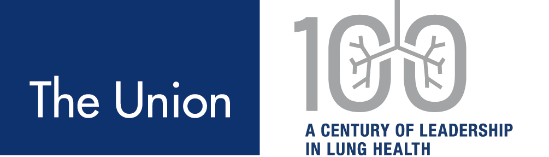 The Union
100
A CENTURY OF LEADERSHIP
IN LUNG HEALTH